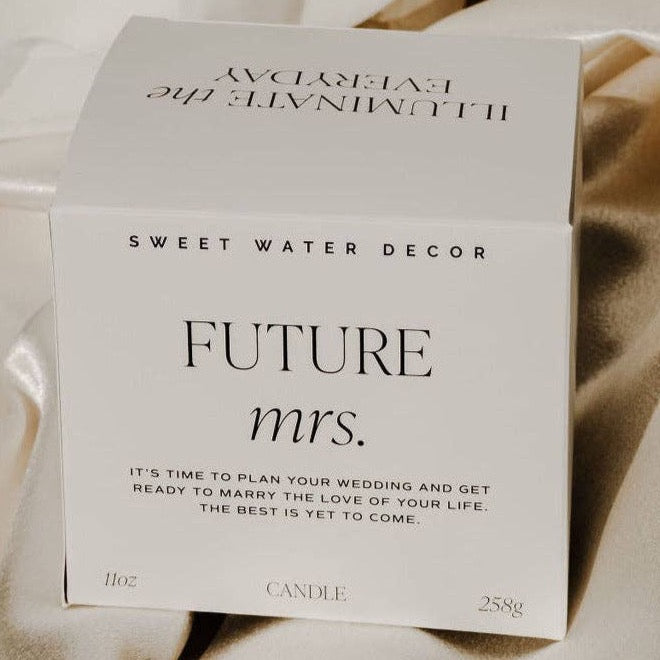 ILLUMINATE the
EVERYDAY
SWEET WATER DECOR
FUTURE
mrs.
IT'S TIME TO PLAN YOUR WEDDING AND GET
READY TO MARRY THE LOVE OF YOUR LIFE.
THE BEST IS YET TO COME.
11oz
CANDLE
258g